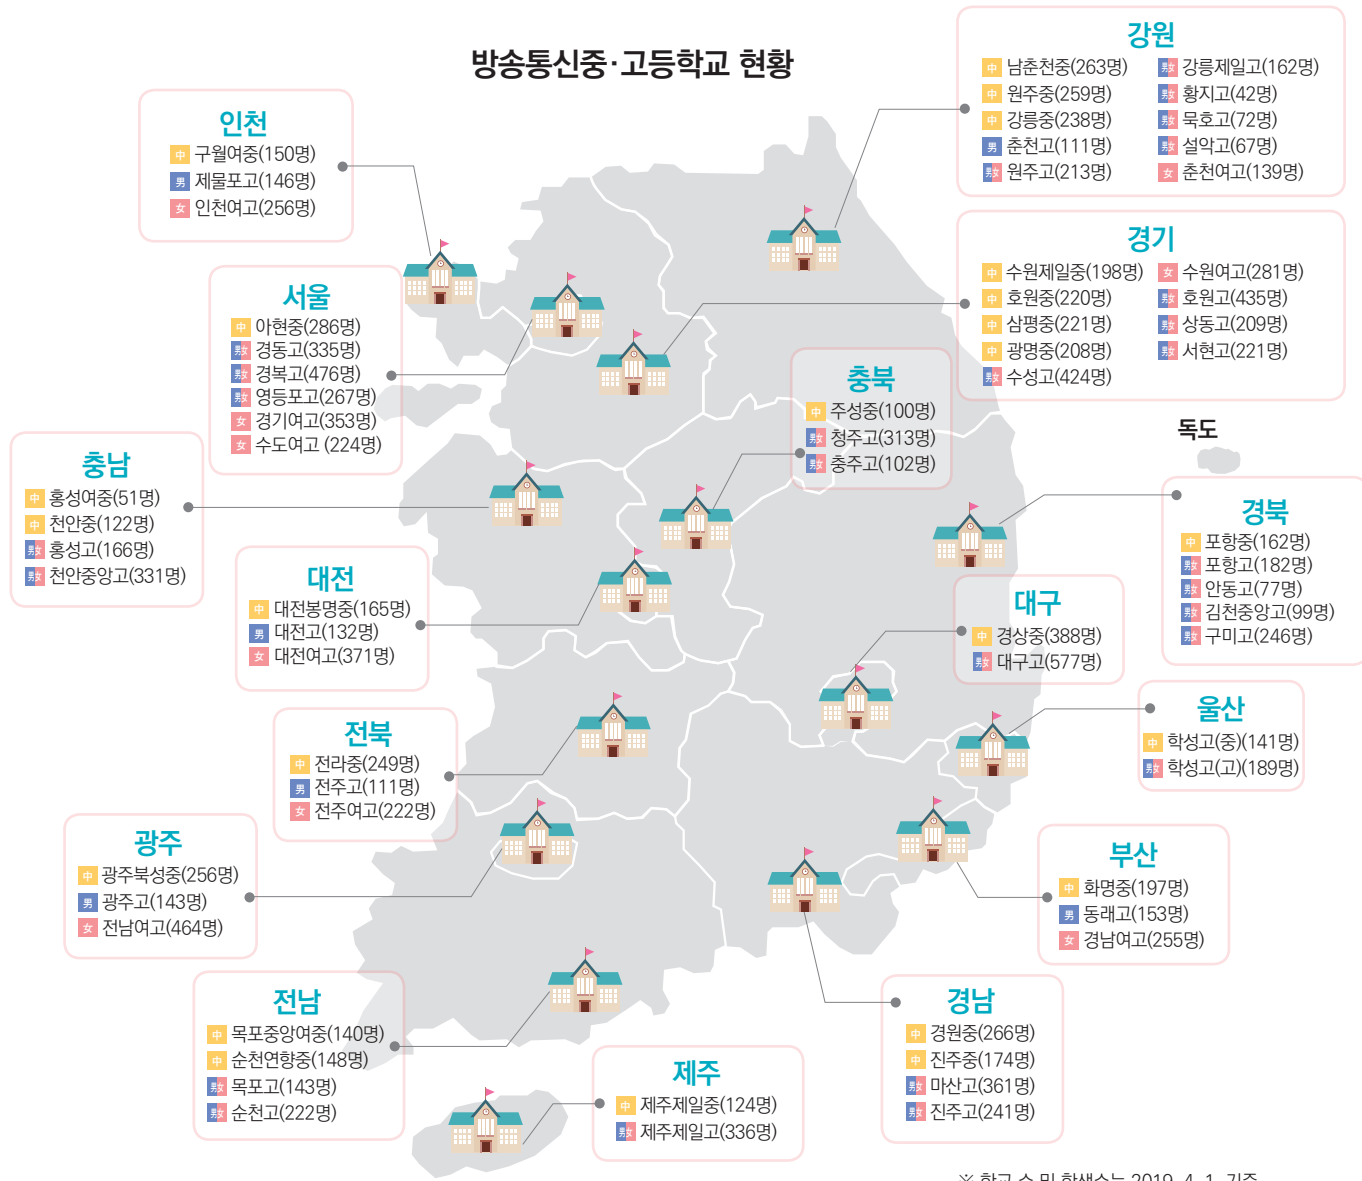 방송통신중·고등학교 현황
인천
中 구월여중(150명)
男 제물포고(146명)
女 인천여고(256명)
서울
中 아현중(286명)
男女 경동고(335명)
男女 경복고(476명)
男女 영등포고(267명)
女 경기여고(353명)
女 수도여고 (224명)
충남
中 홍성여중(51명)
中 천안중(122명)
男女 홍성고(166명)
男女 천안중앙고(331명)
대전
中 대전봉명중(165명)
男 대전고(132명)
女 대전여고(371명)
전북
中 전라중(249명)
男 전주고(111명)
女 전주여고(222명)
광주
中 광주북성중(256명)
男 광주고(143명)
女 전남여고(464명)
전남
中 목포중앙여중(140명)
中 순천연향중(148명)
男女 목포고(143명)
男女 순천고(222명)
제주
中 제주제일중(124명)
男女 제주제일고(336명)
강원
中 남춘천중(263명)
中 원주중(259명)
中 강릉중(238명)
男 춘천고(111명)
男女 원주고(213명)
男女 강릉제일고(162명)
男女 황지고(42명)
男女 묵호고(72명)
男女 설악고(67명)
女 춘천여고(139명)
경기
中 수원제일중(198명)
中 호원중(220명)
中 삼평중(221명)
中 광명중(208명)
男女 수성고(424명)
女 수원여고(281명)
男女 호원고(435명)
男女 상동고(209명)
男女 서현고(221명)
충북
中 주성중(100명)
男女 청주고(313명)
男女 충주고(102명)
독도
경북
中 포항중(162명)
男女 포항고(182명)
男女 안동고(77명)
男女 김천중앙고(99명)
男女 구미고(246명)
대구
中 경상중(388명)
男女 대구고(577명)
울산
中 학성고(중)(141명)
男女 학성고(고)(189명)
부산
中 화명중(197명)
男 동래고(153명)
女 경남여고(255명)
경남
中 경원중(266명)
中 진주중(174명)
男女 마산고(361명)
男女 진주고(241명)
※ 학교 수 및 학생수는 2019. 4. 1. 기준